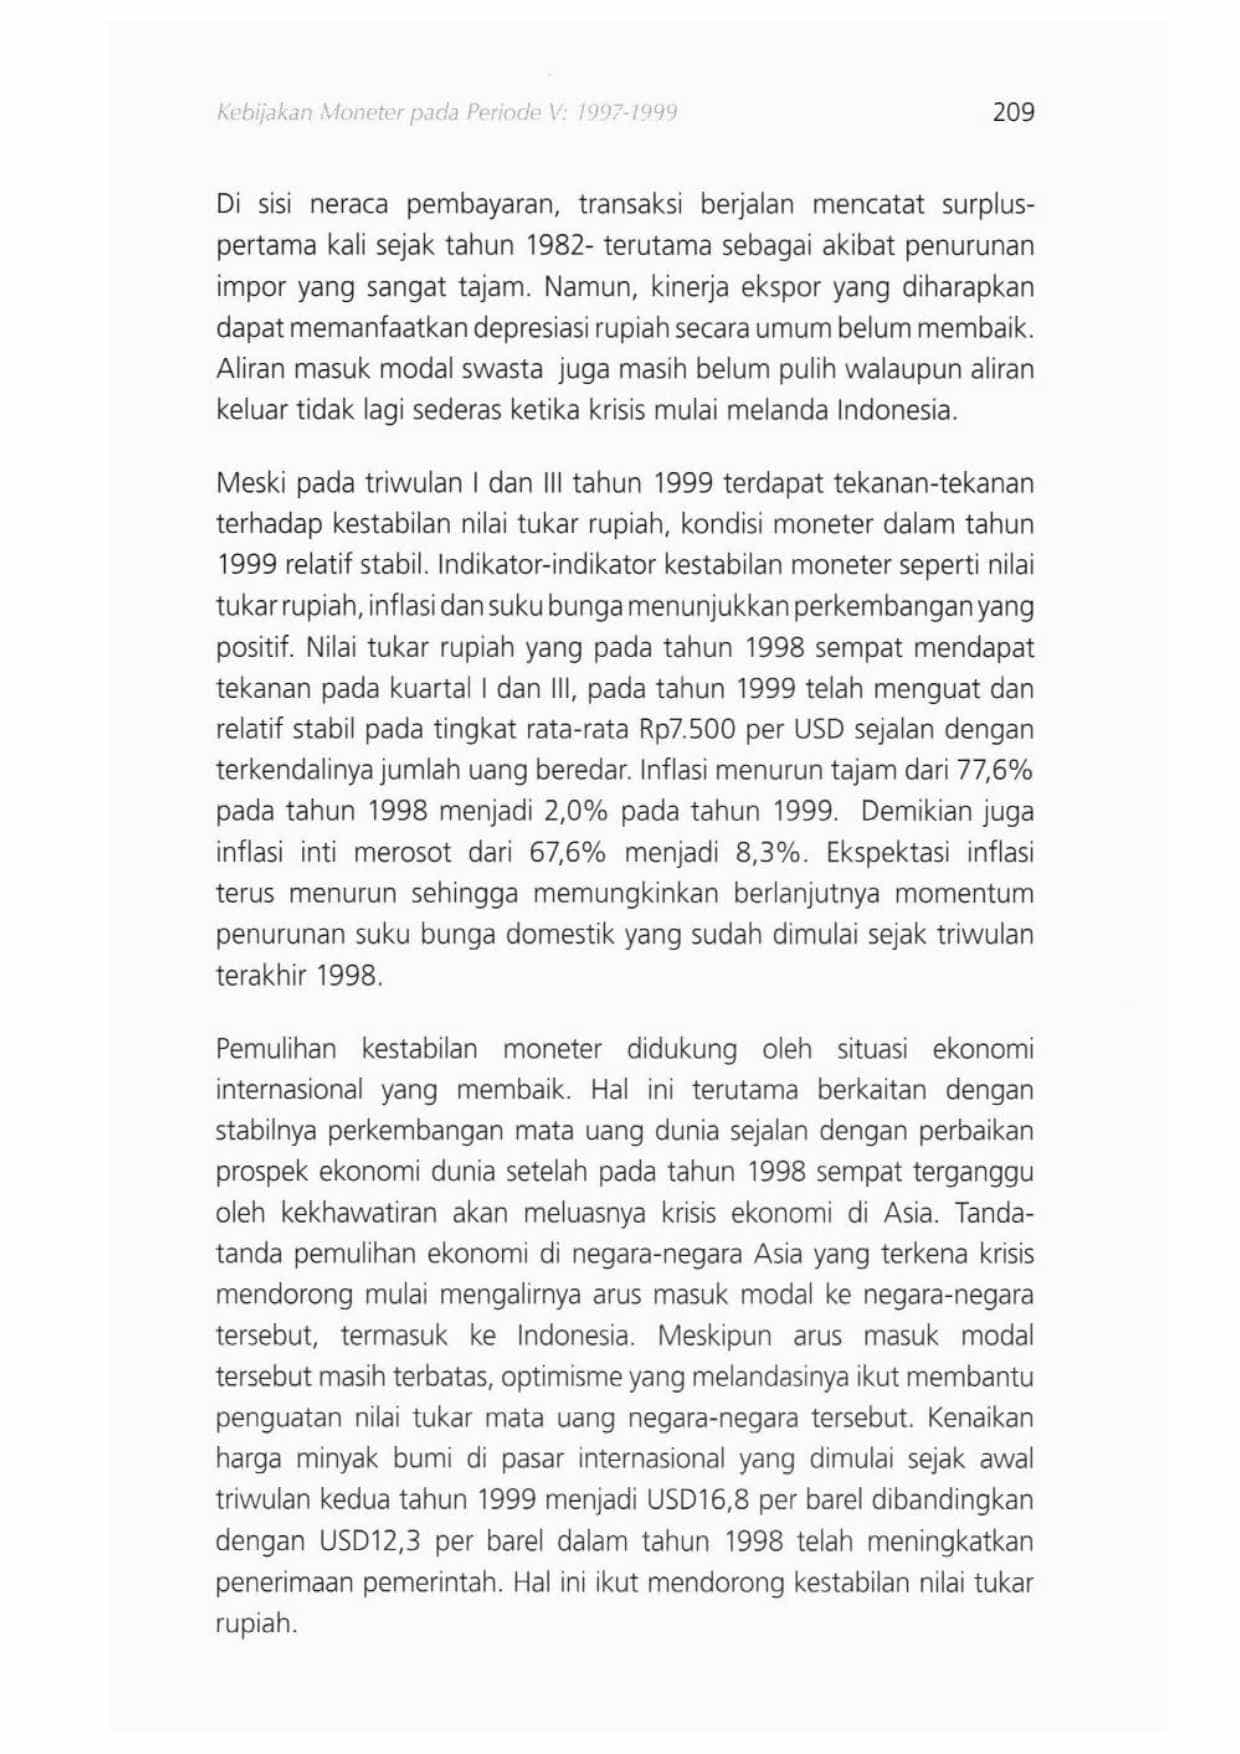 Kebijakan Moneter pada Periode V: 1997-1999
209
Di sisi neraca pembayaran, transaksi berjalan mencatat surplus-
pertama kali sejak tahun 1982- terutama sebagai akibat penurunan
impor yang sangat tajam. Namun, kinerja ekspor yang diharapkan
dapat memanfaatkan depresiasi rupiah secara umum belum membaik.
Aliran masuk modal swasta juga masih belum pulih walaupun aliran
keluar tidak lagi sederas ketika krisis mulai melanda Indonesia.
Meski pada triwulan I dan III tahun 1999 terdapat tekanan-tekanan
terhadap kestabilan nilai tukar rupiah, kondisi moneter dalam tahun
1999 relatif stabil. Indikator-indikator kestabilan moneter seperti nilai
tukar rupiah, inflasi dan suku bunga menunjukkan perkembangan yang
positif. Nilai tukar rupiah yang pada tahun 1998 sempat mendapat
tekanan pada kuartal I dan III, pada tahun 1999 telah menguat dan
relatif stabil pada tingkat rata-rata Rp7.500 per USD sejalan dengan
terkendalinya jumlah uang beredar. Inflasi menurun tajam dari 77,6%
pada tahun 1998 menjadi 2,0% pada tahun 1999. Demikian juga
inflasi inti merosot dari 67,6% menjadi 8,3%. Ekspektasi inflasi
terus menurun sehingga memungkinkan berlanjutnya momentum
penurunan suku bunga domestik yang sudah dimulai sejak triwulan
terakhir 1998.
Pemulihan kestabilan moneter didukung oleh situasi ekonomi
internasional yang membaik. Hal ini terutama berkaitan dengan
stabilnya perkembangan mata uang dunia sejalan dengan perbaikan
prospek ekonomi dunia setelah pada tahun 1998 sempat terganggu
oleh kekhawatiran akan meluasnya krisis ekonomi di Asia. Tanda-
tanda pemulihan ekonomi di negara-negara Asia yang terkena krisis
mendorong mulai mengalirnya arus masuk modal ke negara-negara
tersebut, termasuk ke Indonesia. Meskipun arus masuk modal
tersebut masih terbatas, optimisme yang melandasinya ikut membantu
penguatan nilai tukar mata uang negara-negara tersebut. Kenaikan
harga minyak bumi di pasar internasional yang dimulai sejak awal
triwulan kedua tahun 1999 menjadi USD16,8 per barel dibandingkan
dengan USD12,3 per barel dalam tahun 1998 telah meningkatkan
penerimaan pemerintah. Hal ini ikut mendorong kestabilan nilai tukar
rupiah.